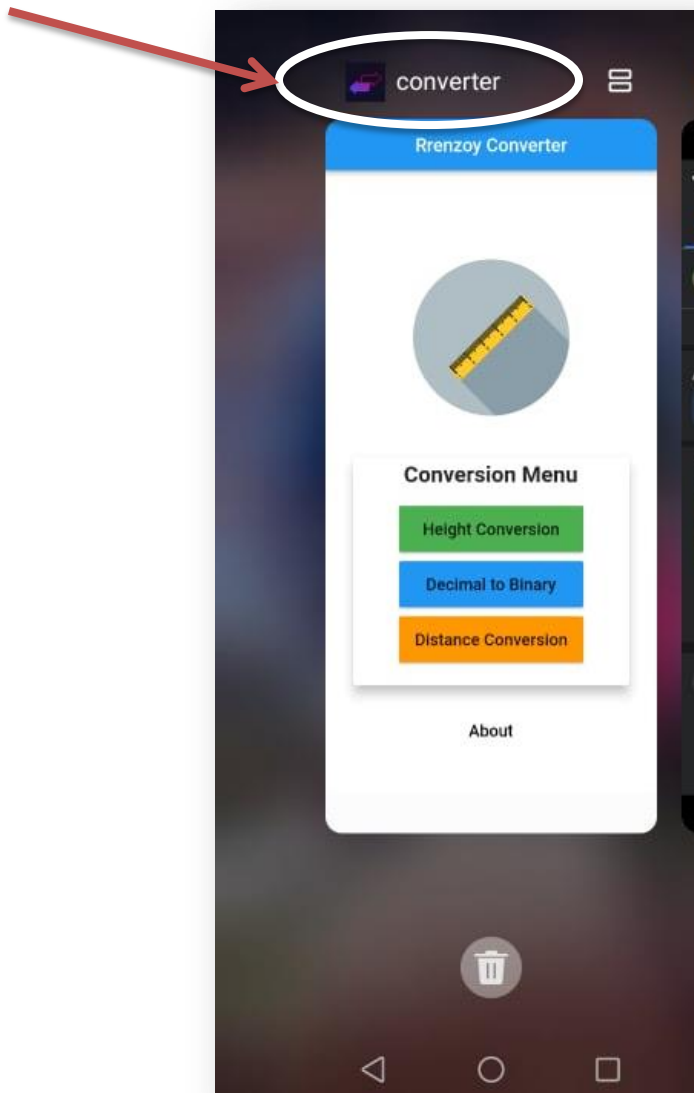 converter
Rrenzoy Converter
Conversion Menu
Height Conversion
Decimal to Binary
Distance Conversion
About